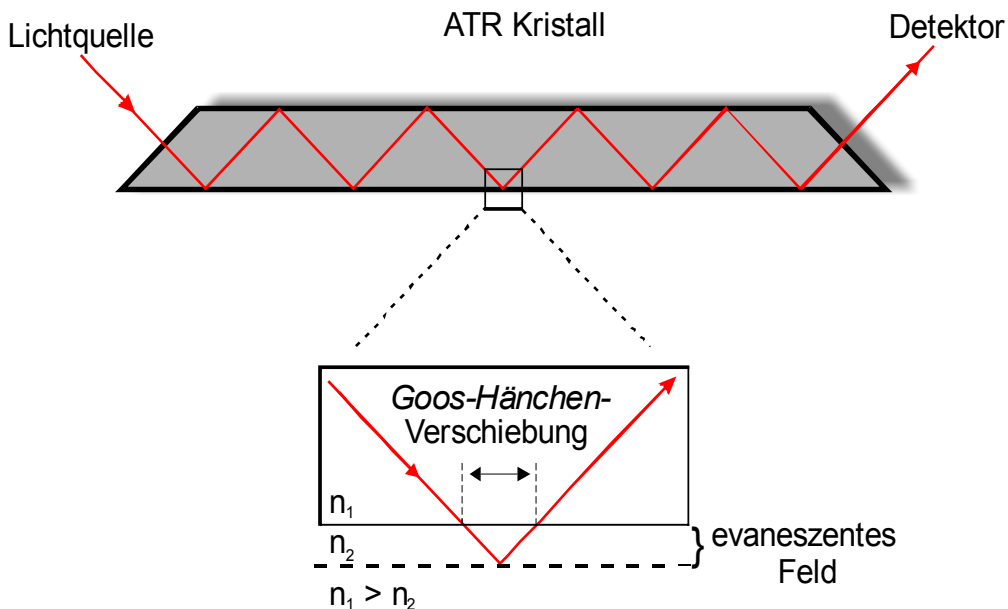 ATR Kristall
Lichtquelle
Detektor
Goos-Hänchen-
Verschiebung
n₁
n₂
evaneszentes
Feld
n₁ > n₂